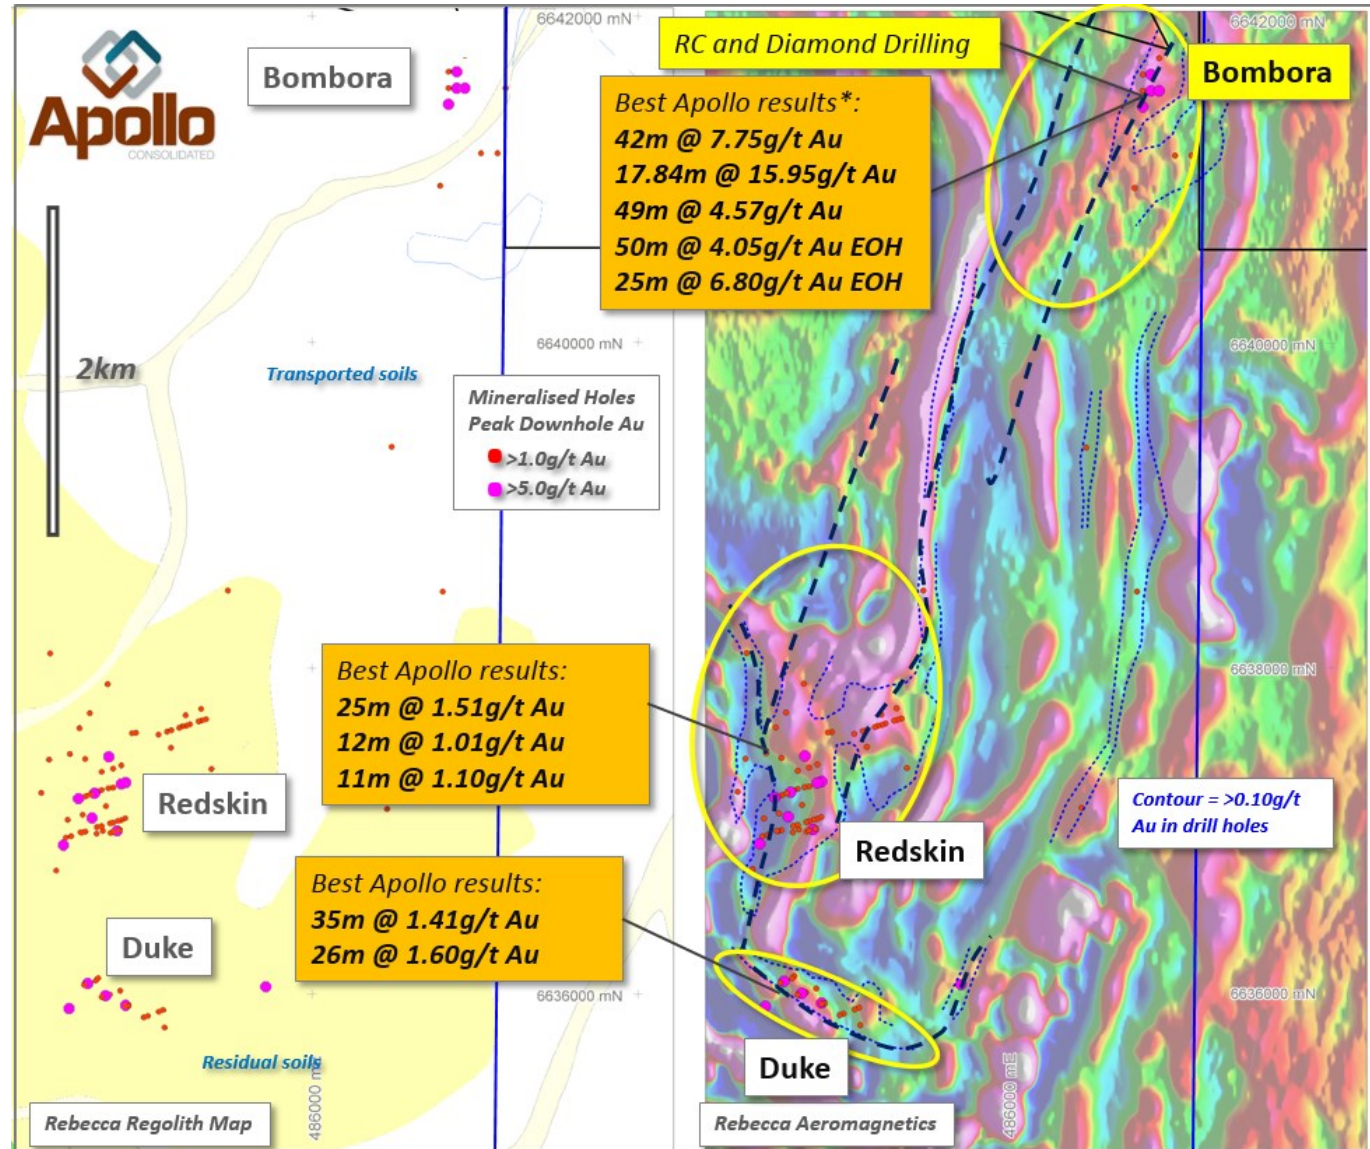 Apollo
CONSOLIDATED
Bombora
6642000 mN
2km
Transported soils
6640000 mN
Mineralised Holes
Peak Downhole Au
>1.0g/t Au
>5.0g/t Au
Best Apollo results:
25m @ 1.51g/t Au
12m @ 1.01g/t Au
11m @ 1.10g/t Au
Redskin
Best Apollo results:
35m @ 1.41g/t Au
26m @ 1.60g/t Au
Duke
6636000 mN
Residual soils
486000 mE
Rebecca Regolith Map
RC and Diamond Drilling
6642000 mN
Bombora
Best Apollo results*:
42m @ 7.75g/t Au
17.84m @ 15.95g/t Au
49m @ 4.57g/t Au
50m @ 4.05g/t Au EOH
25m @ 6.80g/t Au EOH
6640000 mN
6638000 mN
Contour = >0.10g/t
Au in drill holes
Redskin
6636000 mN
Duke
486000 mE
Rebecca Aeromagnetics